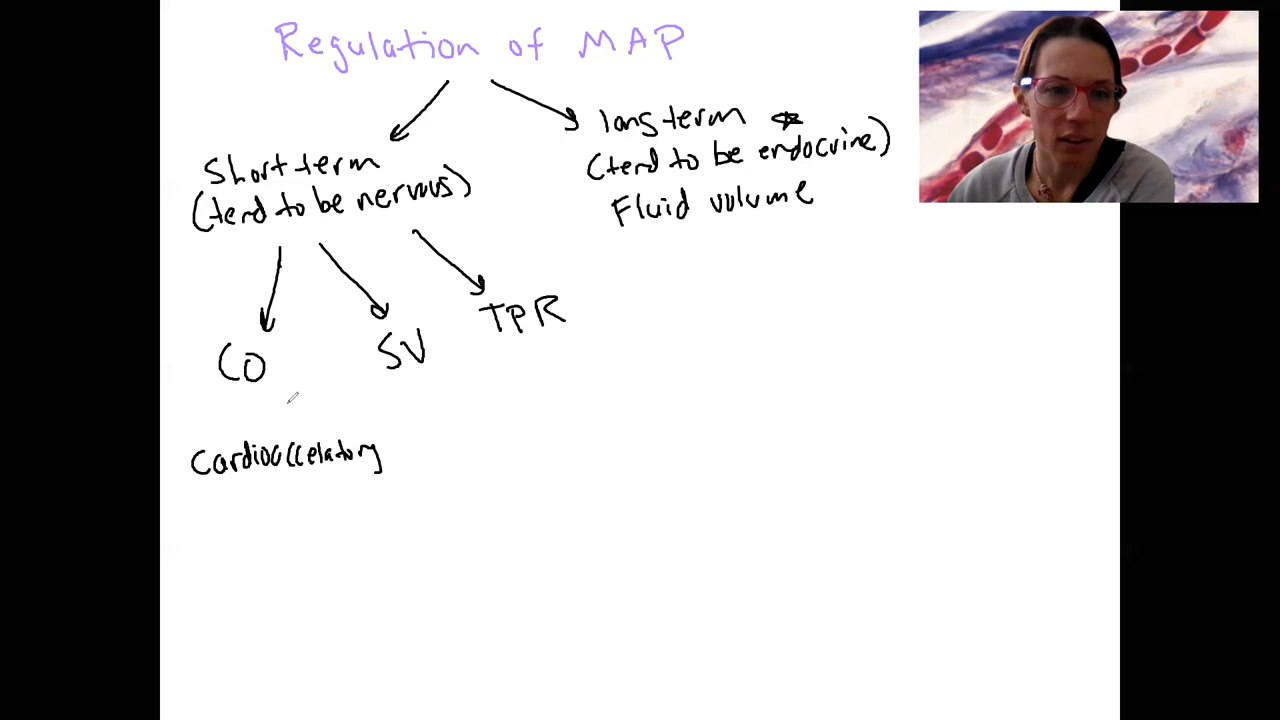 Regulation of MAP
Short term
(tend to be nervous)
long term
(tend to be endocrine)
Fluid volume
CO
SV
TPR
Cardioaccelatory